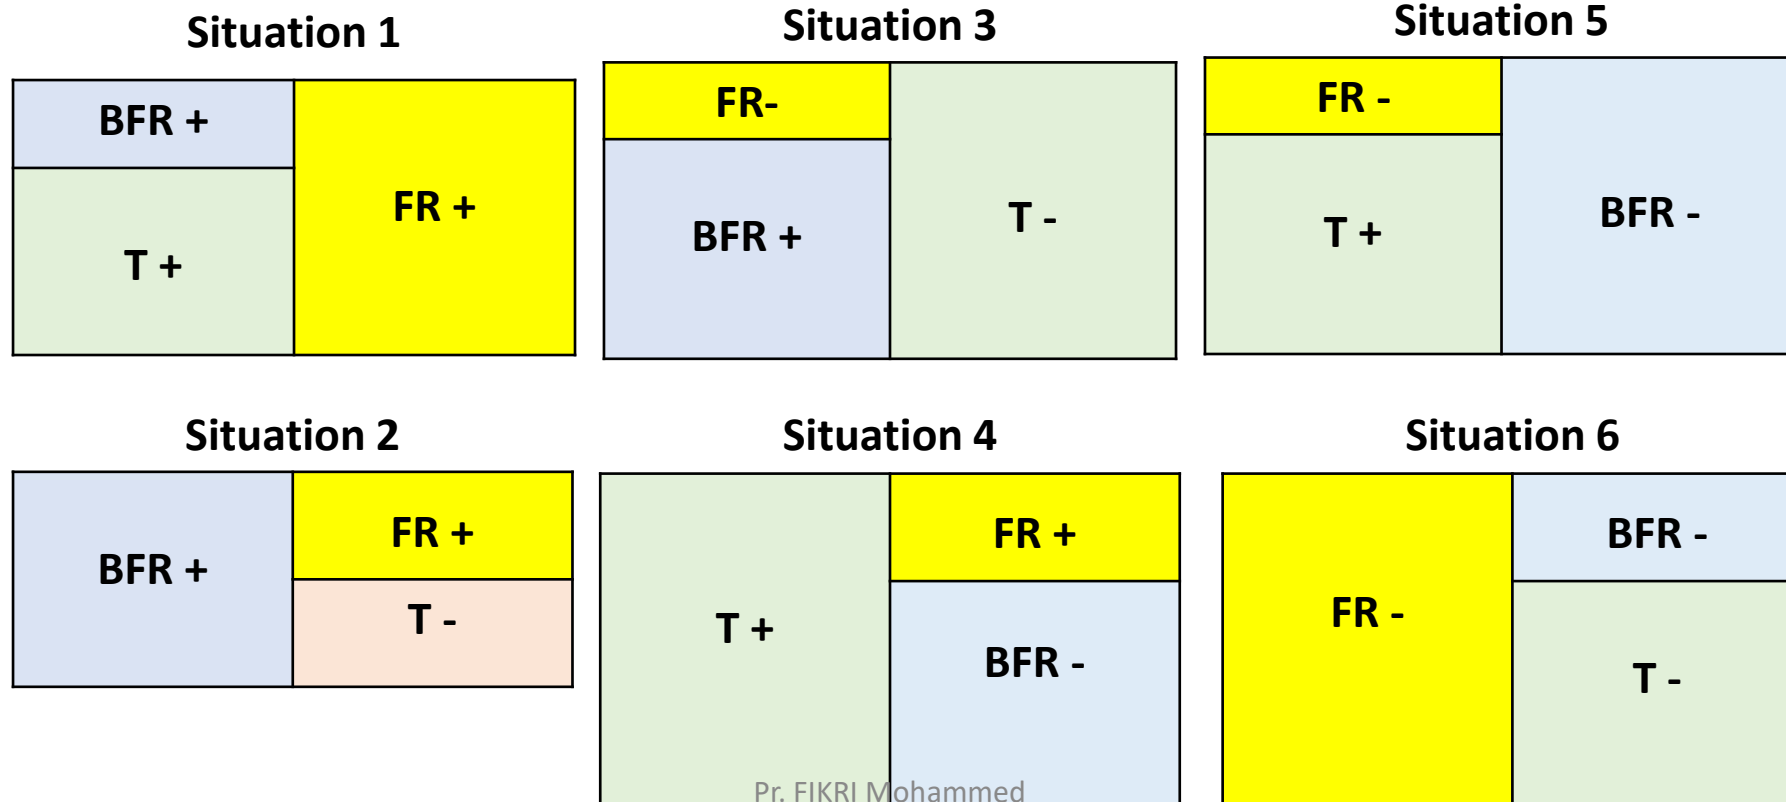 Situation 1
BFR +
T +
FR +
Situation 3
FR-
BFR +
T -
Situation 5
FR -
T +
BFR -
Situation 2
BFR +
FR +
T -
Situation 4
T +
FR +
BFR -
Situation 6
FR -
BFR -
T -
Pr. FIKRI Mohammed